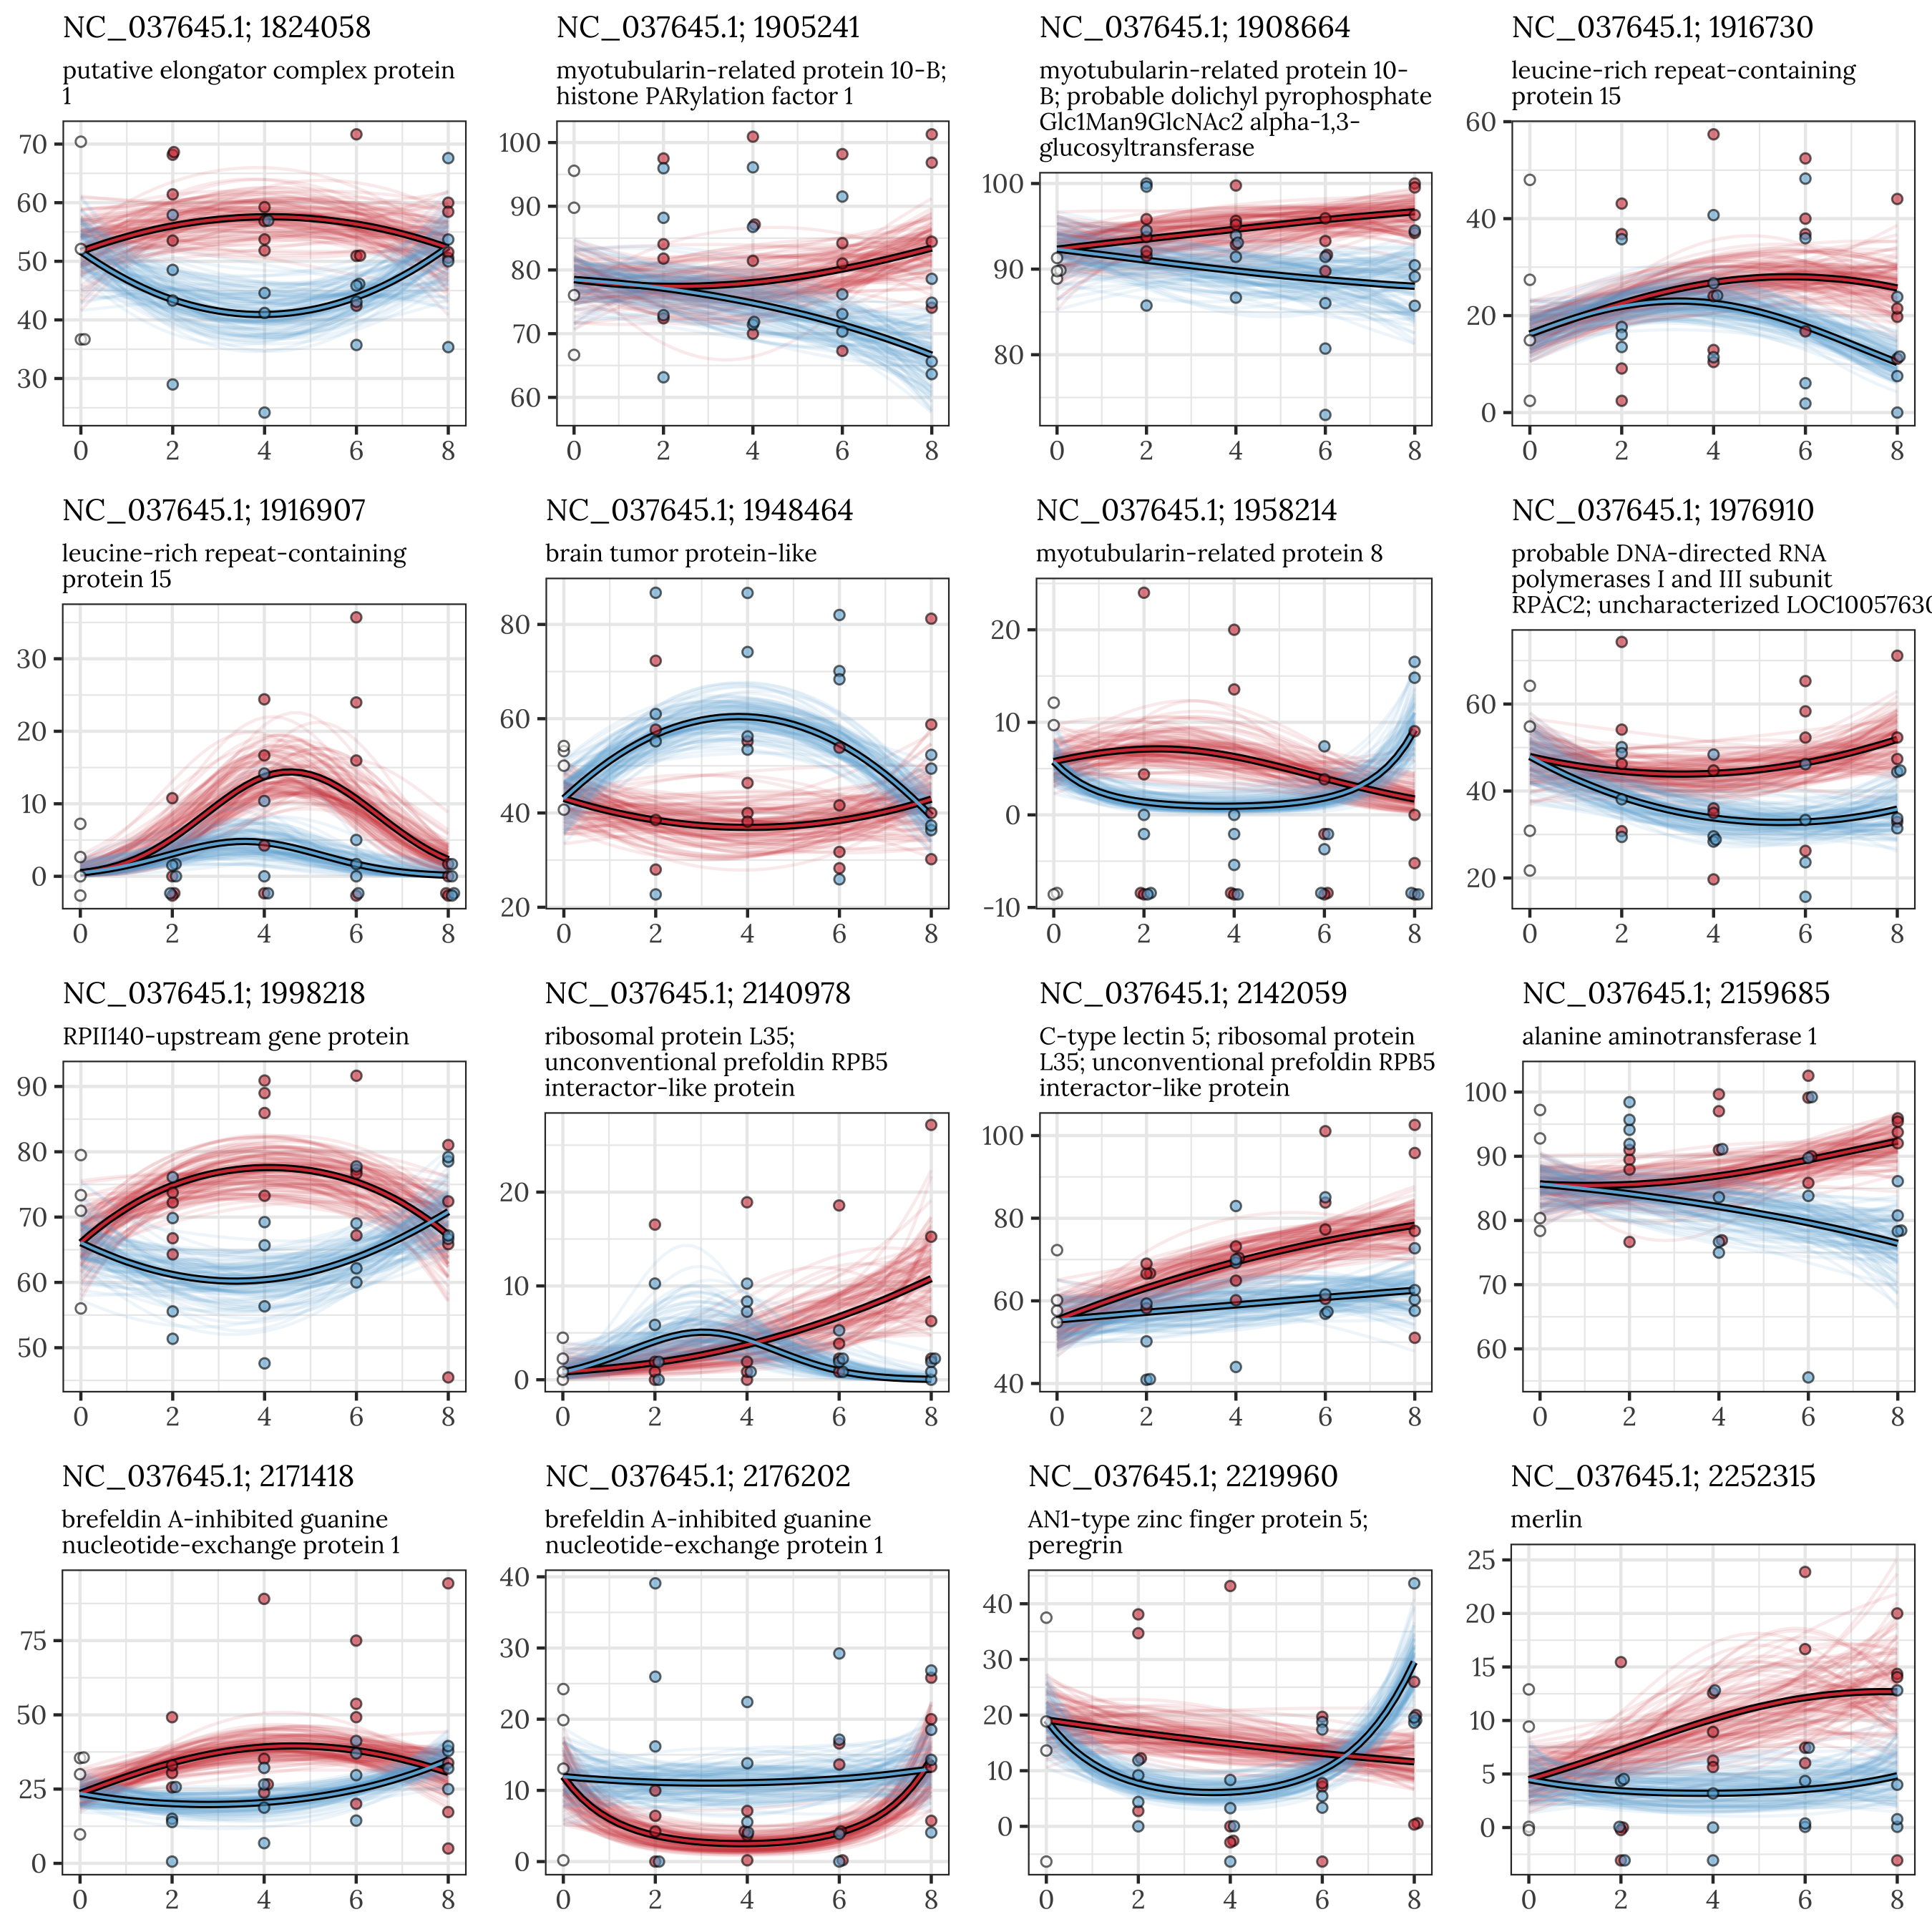 NC_037645.1; 1824058
putative elongator complex protein
1
70
60
50
40
30
0 2 4 6 8
NC_037645.1; 1905241
myotubularin-related protein 10-B;
histone PARylation factor 1
100
90
80
70
60
0 2 4 6 8
NC_037645.1; 1908664
myotubularin-related protein 10-
B; probable dolichyl pyrophosphate
Glc1Man9GlcNAc2 alpha-1,3-
glucosyltransferase
100
90
80
0 2 4 6 8
NC_037645.1; 1916730
leucine-rich repeat-containing
protein 15
60
40
20
0
0 2 4 6 8
NC_037645.1; 1916907
leucine-rich repeat-containing
protein 15
30
20
10
0
0 2 4 6 8
NC_037645.1; 1948464
brain tumor protein-like
80
60
40
20
0 2 4 6 8
NC_037645.1; 1958214
myotubularin-related protein 8
20
10
0
-10
0 2 4 6 8
NC_037645.1; 1976910
probable DNA-directed RNA
polymerases I and III subunit
RPAC2; uncharacterized LOC10057630
60
40
20
0 2 4 6 8
NC_037645.1; 1998218
RPII140-upstream gene protein
90
80
70
60
50
0 2 4 6 8
NC_037645.1; 2140978
ribosomal protein L35;
unconventional prefoldin RPB5
interactor-like protein
20
10
0
0 2 4 6 8
NC_037645.1; 2142059
C-type lectin 5; ribosomal protein
L35; unconventional prefoldin RPB5
interactor-like protein
100
80
60
40
0 2 4 6 8
NC_037645.1; 2159685
alanine aminotransferase 1
100
90
80
70
60
0 2 4 6 8
NC_037645.1; 2171418
brefeldin A-inhibited guanine
nucleotide-exchange protein 1
75
50
25
0
0 2 4 6 8
NC_037645.1; 2176202
brefeldin A-inhibited guanine
nucleotide-exchange protein 1
40
30
20
10
0
0 2 4 6 8
NC_037645.1; 2219960
AN1-type zinc finger protein 5;
peregrin
40
30
20
10
0
0 2 4 6 8
NC_037645.1; 2252315
merlin
25
20
15
10
5
0
0 2 4 6 8